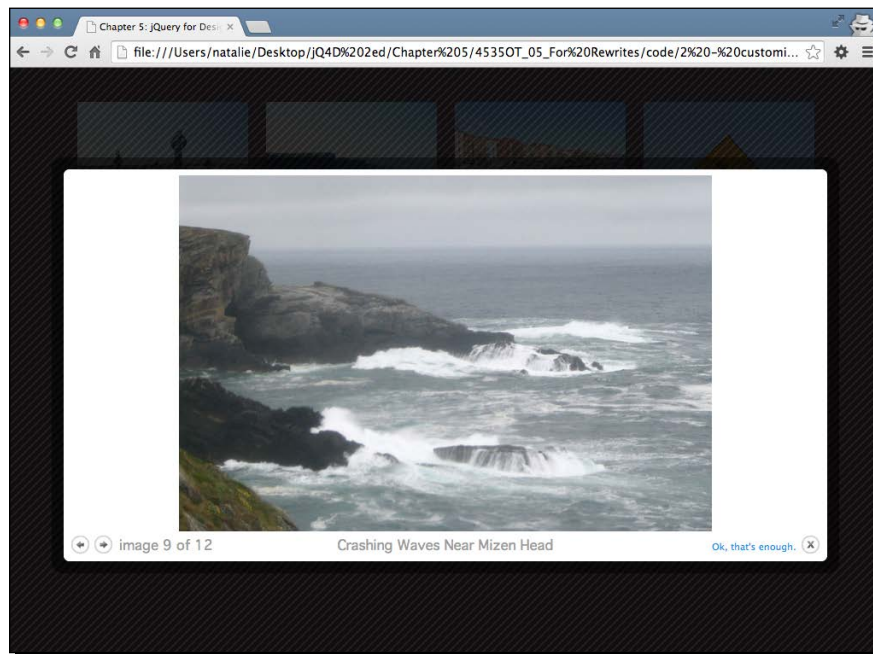 Chapter 5: jQuery for Desig
file:///Users/natalie/Desktop/jQ4D%202ed/Chapter%205/4535OT_05_For%20Rewrites/code/2%20-%20customi...
image 9 of 12
Crashing Waves Near Mizen Head
Ok, that's enough.